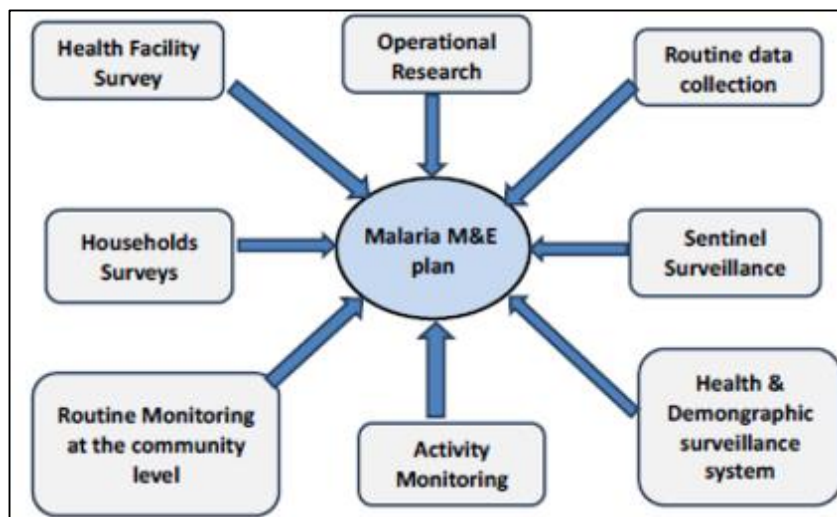 Health Facility
Survey
Operational
Research
Routine data
collection
Households
Surveys
Malaria M&E
plan
Sentinel
Surveillance
Routine Monitoring
at the community
level
Activity
Monitoring
Health &
Demongraphic
surveillance
system